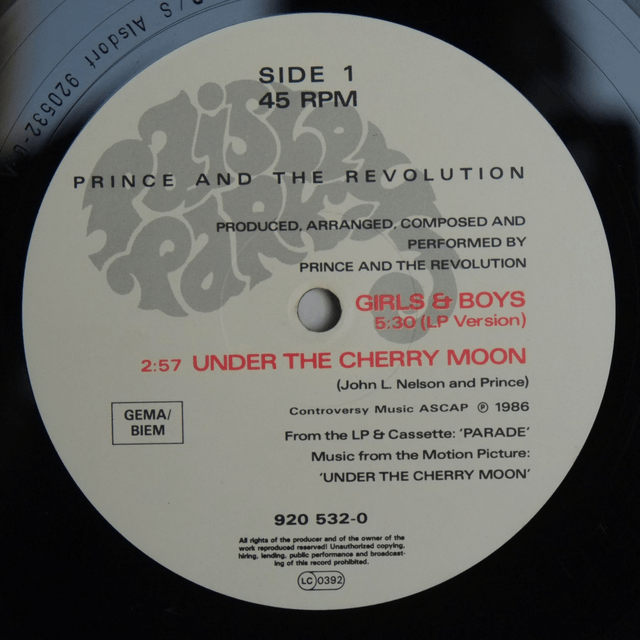 R/S Alsdorf 920532-0
SIDE 1
45 RPM
Mister
Parker
PRINCE AND THE REVOLUTION
PRODUCED, ARRANGED, COMPOSED AND
PERFORMED BY
PRINCE AND THE REVOLUTION
GIRLS & BOYS
5:30 (LP Version)
2:57 UNDER THE CHERRY MOON
(John L. Nelson and Prince)
Controversy Music ASCAP ℗ 1986
GEMA/
BIEM
From the LP & Cassette: 'PARADE'
Music from the Motion Picture:
'UNDER THE CHERRY MOON'
920 532-0
All rights of the producer and of the owner of the
work reproduced reserved! Unauthorized copying,
hiring, lending, public performance and broadcast-
ing of this record prohibited.
LC 0392